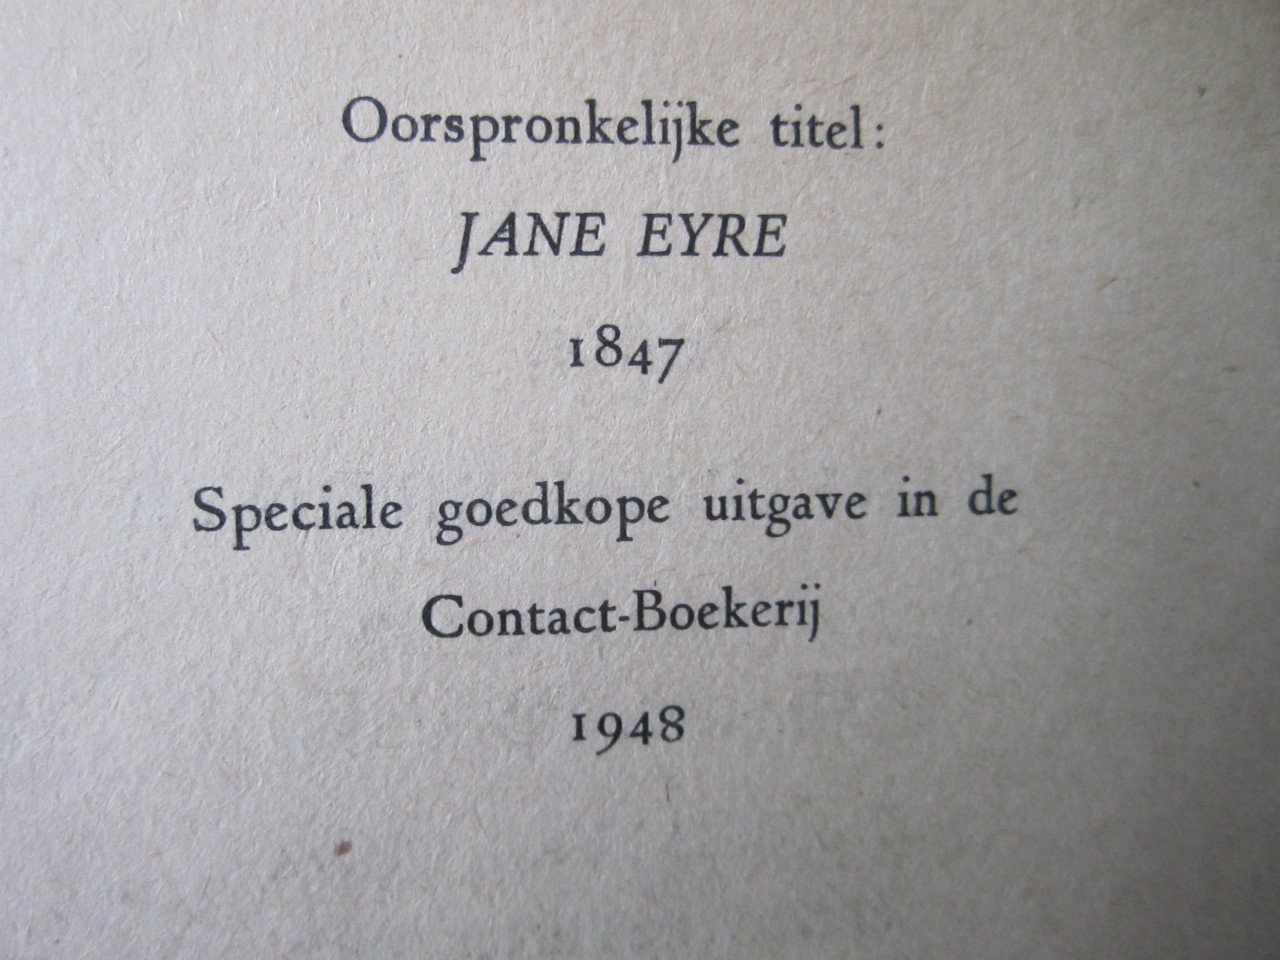 Oorspronkelijke titel:
JANE EYRE
1847
Speciale goedkope uitgave in de
Contact-Boekerij
1948